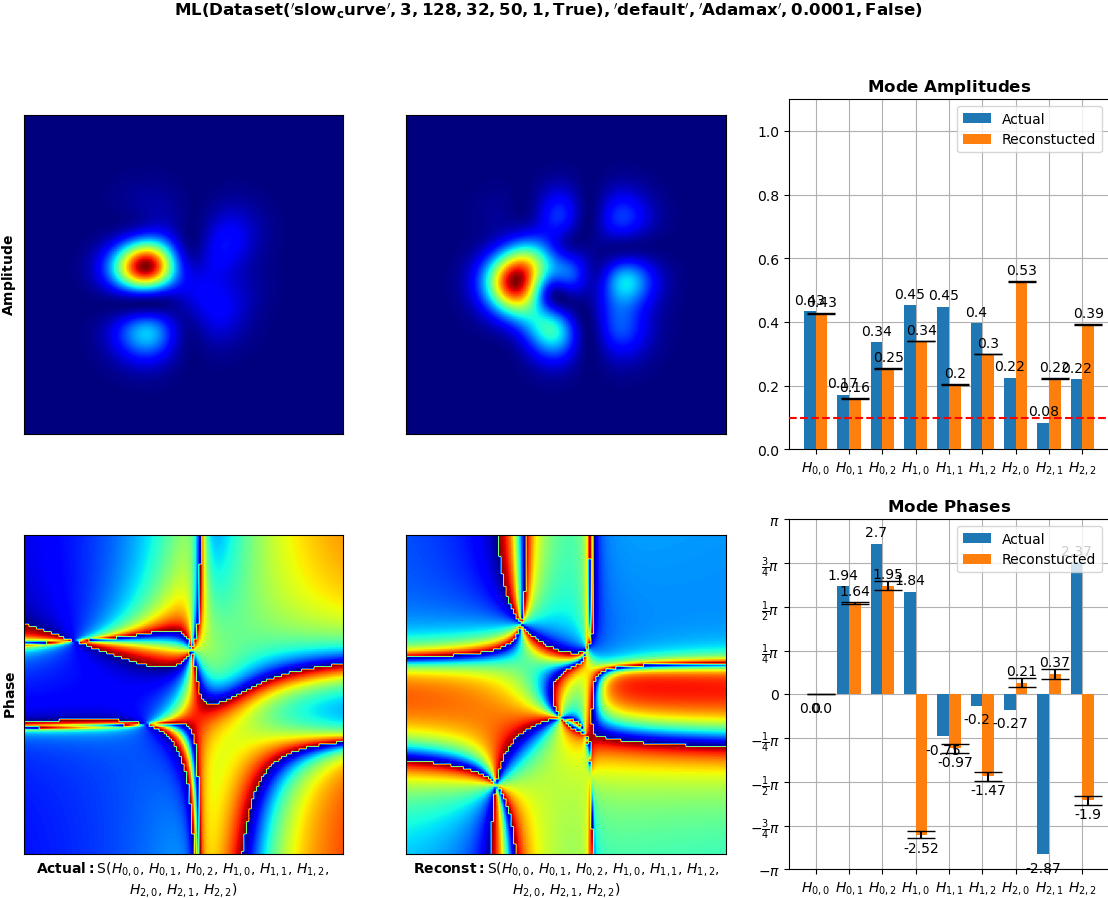 ML(Dataset('slow_curve', 3, 128, 32, 50, 1, True), 'default', 'Adamax', 0.0001, False)
Amplitude
Mode Amplitudes
Actual
Reconstucted
1.0
0.8
0.6
0.4
0.2
0.0
0.43
0.43
0.17
0.16
0.34
0.25
0.45
0.34
0.45
0.2
0.4
0.3
0.22
0.53
0.08
0.22
0.22
0.39
H0,0 H0,1 H0,2 H1,0 H1,1 H1,2 H2,0 H2,1 H2,2
Phase
Actual: S(H0,0, H0,1, H0,2, H1,0, H1,1, H1,2,
H2,0, H2,1, H2,2)
Reconst: S(H0,0, H0,1, H0,2, H1,0, H1,1, H1,2,
H2,0, H2,1, H2,2)
Mode Phases
Actual
Reconstucted
π
3/4π
1/2π
1/4π
0
−1/4π
−1/2π
−3/4π
−π
0.0
0.0
1.94
1.64
2.7
1.95
1.84
-2.52
-0.75
-0.97
-0.2
-1.47
-0.27
0.21
-2.87
0.37
2.37
-1.9
H0,0 H0,1 H0,2 H1,0 H1,1 H1,2 H2,0 H2,1 H2,2